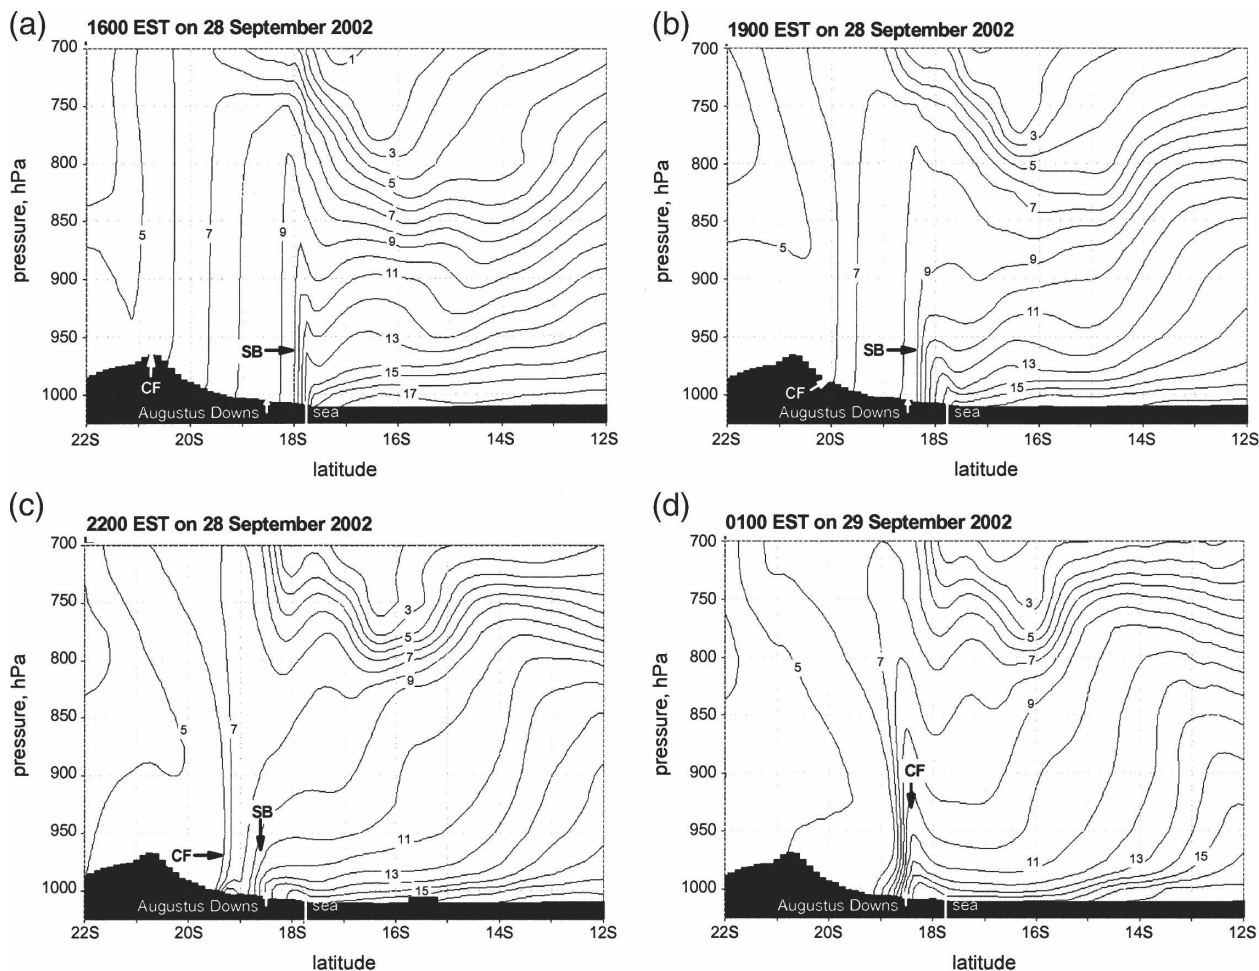 (a)
1600 EST on 28 September 2002
700
750
800
850
900
950
1000
pressure, hPa
1
3
5
7
9
11
13
15
17
5
7
9
SB
CF
Augustus Downs
sea
22S
20S
18S
16S
14S
12S
latitude
(b)
1900 EST on 28 September 2002
700
750
800
850
900
950
1000
pressure, hPa
3
5
7
9
11
13
15
5
7
9
SB
CF
Augustus Downs
sea
22S
20S
18S
16S
14S
12S
latitude
(c)
2200 EST on 28 September 2002
700
750
800
850
900
950
1000
pressure, hPa
3
5
7
9
5
7
11
13
15
SB
CF
Augustus Downs
sea
22S
20S
18S
16S
14S
12S
latitude
(d)
0100 EST on 29 September 2002
700
750
800
850
900
950
1000
pressure, hPa
3
5
7
9
5
7
11
13
15
CF
Augustus Downs
sea
22S
20S
18S
16S
14S
12S
latitude